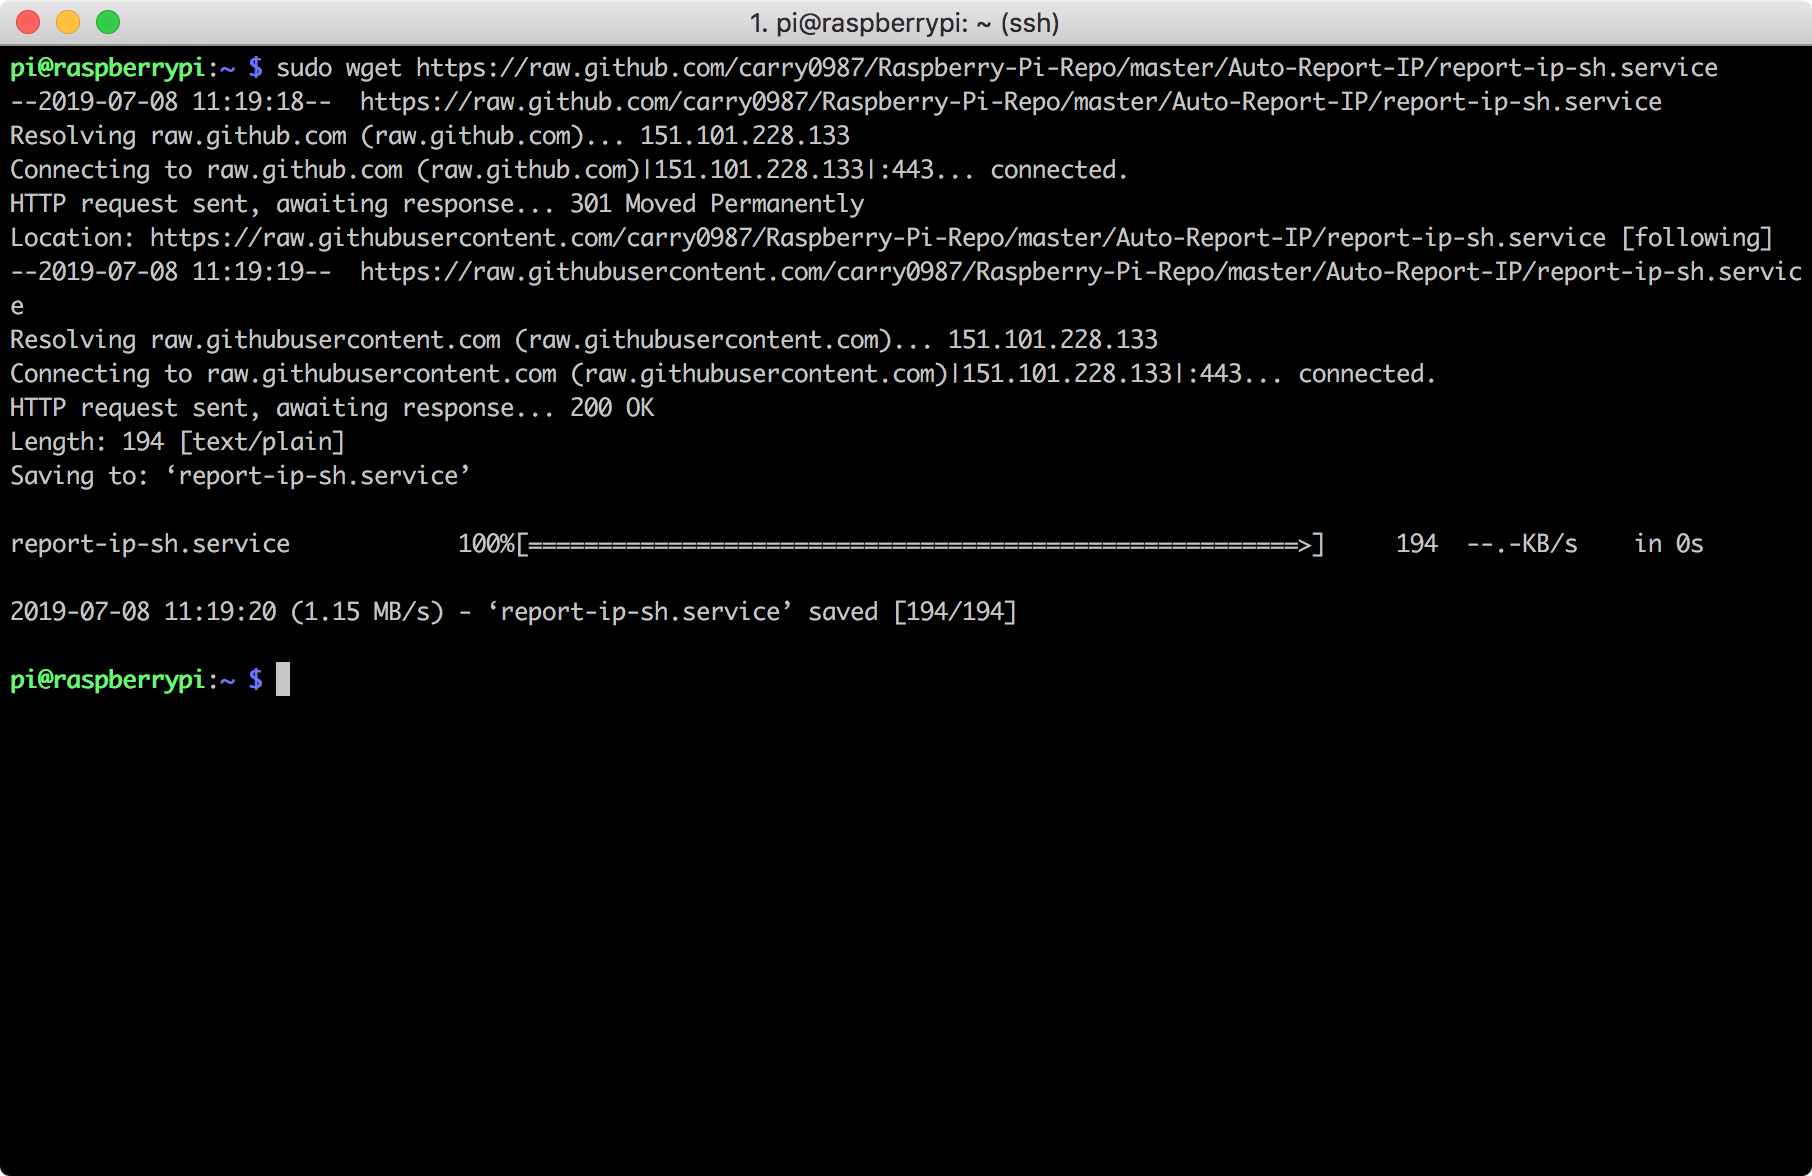 1. pi@raspberrypi: ~ (ssh)
pi@raspberrypi:~ $ sudo wget https://raw.github.com/carry0987/Raspberry-Pi-Repo/master/Auto-Report-IP/report-ip-sh.service
--2019-07-08 11:19:18--  https://raw.github.com/carry0987/Raspberry-Pi-Repo/master/Auto-Report-IP/report-ip-sh.service
Resolving raw.github.com (raw.github.com)... 151.101.228.133
Connecting to raw.github.com (raw.github.com)|151.101.228.133|:443... connected.
HTTP request sent, awaiting response... 301 Moved Permanently
Location: https://raw.githubusercontent.com/carry0987/Raspberry-Pi-Repo/master/Auto-Report-IP/report-ip-sh.service [following]
--2019-07-08 11:19:19--  https://raw.githubusercontent.com/carry0987/Raspberry-Pi-Repo/master/Auto-Report-IP/report-ip-sh.servic
e
Resolving raw.githubusercontent.com (raw.githubusercontent.com)... 151.101.228.133
Connecting to raw.githubusercontent.com (raw.githubusercontent.com)|151.101.228.133|:443... connected.
HTTP request sent, awaiting response... 200 OK
Length: 194 [text/plain]
Saving to: ‘report-ip-sh.service’
report-ip-sh.service            100%[=======================================================>]     194  --.-KB/s    in 0s
2019-07-08 11:19:20 (1.15 MB/s) - ‘report-ip-sh.service’ saved [194/194]
pi@raspberrypi:~ $